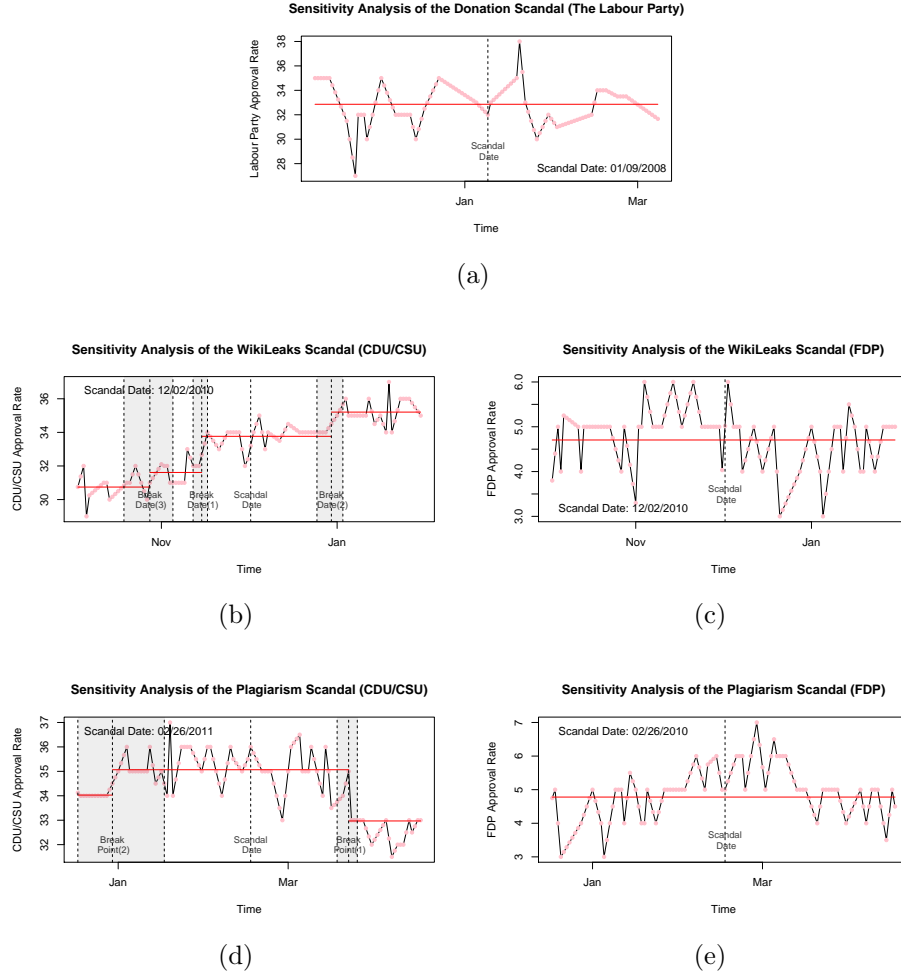 Sensitivity Analysis of the Donation Scandal (The Labour Party)
Labour Party Approval Rate
28 30 32 34 36 38
Scandal
Date
Scandal Date: 01/09/2008
Jan Mar
Time
(a)
Sensitivity Analysis of the WikiLeaks Scandal (CDU/CSU)
CDU/CSU Approval Rate
30 31 34 36
Scandal Date: 12/02/2010
Break
Date(3)
Break
Date(1)
Scandal
Date
Break
Date(2)
Nov Jan
Time
(b)
Sensitivity Analysis of the WikiLeaks Scandal (FDP)
FDP Approval Rate
3.0 4.0 5.0 6.0
Scandal
Date
Scandal Date: 12/02/2010
Nov Jan
Time
(c)
Sensitivity Analysis of the Plagiarism Scandal (CDU/CSU)
CDU/CSU Approval Rate
32 33 34 35 36 37
Scandal Date: 02/26/2011
Break
Point(2)
Scandal
Date
Break
Point(1)
Jan Mar
Time
(d)
Sensitivity Analysis of the Plagiarism Scandal (FDP)
FDP Approval Rate
3 4 5 6 7
Scandal Date: 02/26/2010
Scandal
Date
Jan Mar
Time
(e)